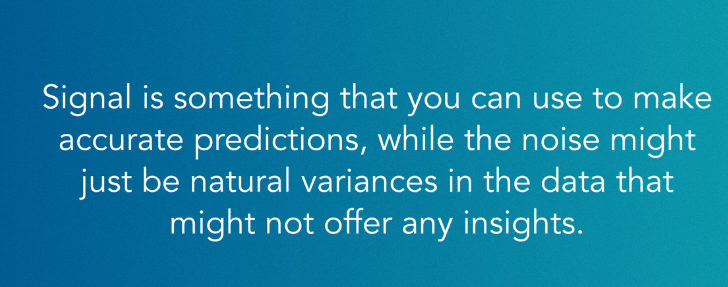 Signal is something that you can use to make
accurate predictions, while the noise might
just be natural variances in the data that
might not offer any insights.